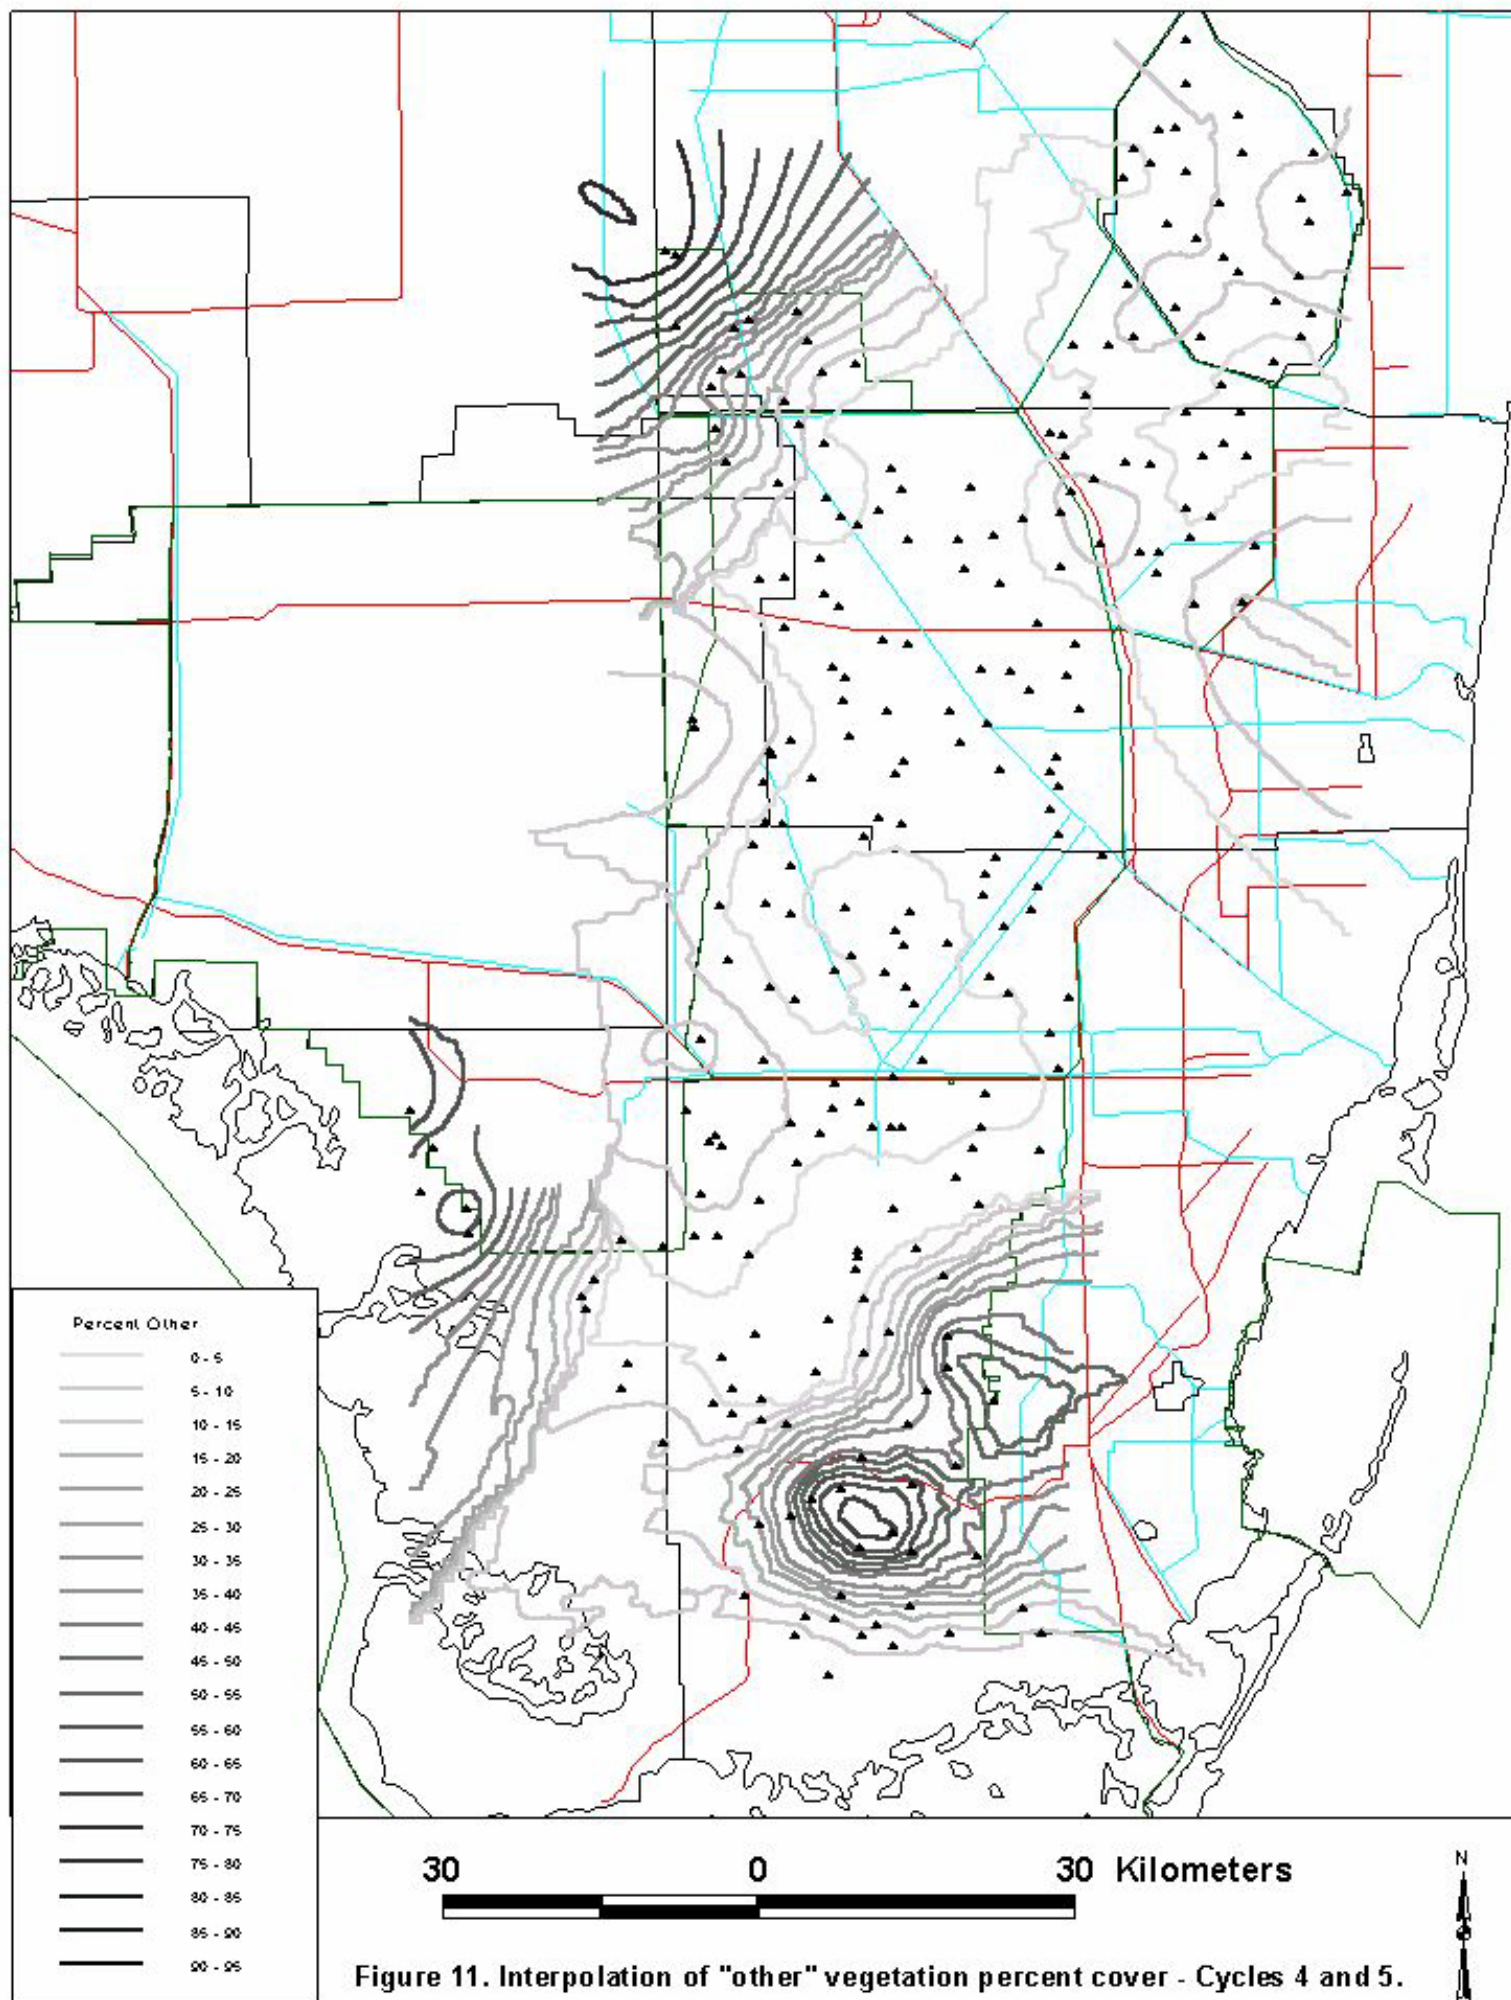 Percent Other
0 - 5
5 - 10
10 - 15
15 - 20
20 - 25
25 - 30
30 - 35
35 - 40
40 - 45
45 - 50
50 - 55
55 - 60
60 - 65
65 - 70
70 - 75
75 - 80
80 - 85
85 - 90
90 - 95
30 0 30 Kilometers
N
Figure 11. Interpolation of "other" vegetation percent cover - Cycles 4 and 5.